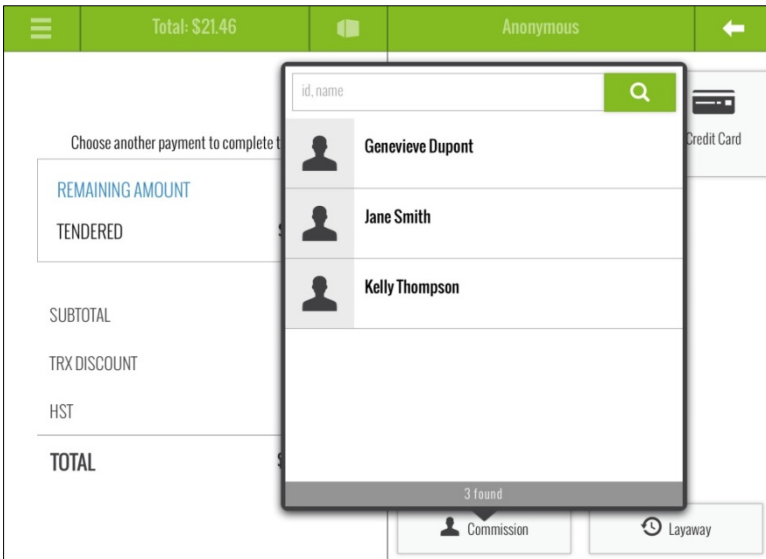 Total: $21.46
Anonymous
id, name
Credit Card
Choose another payment to complete
Genevieve Dupont
REMAINING AMOUNT
TENDERED
Jane Smith
Kelly Thompson
SUBTOTAL
TRX DISCOUNT
HST
TOTAL
3 found
Commission
Layaway